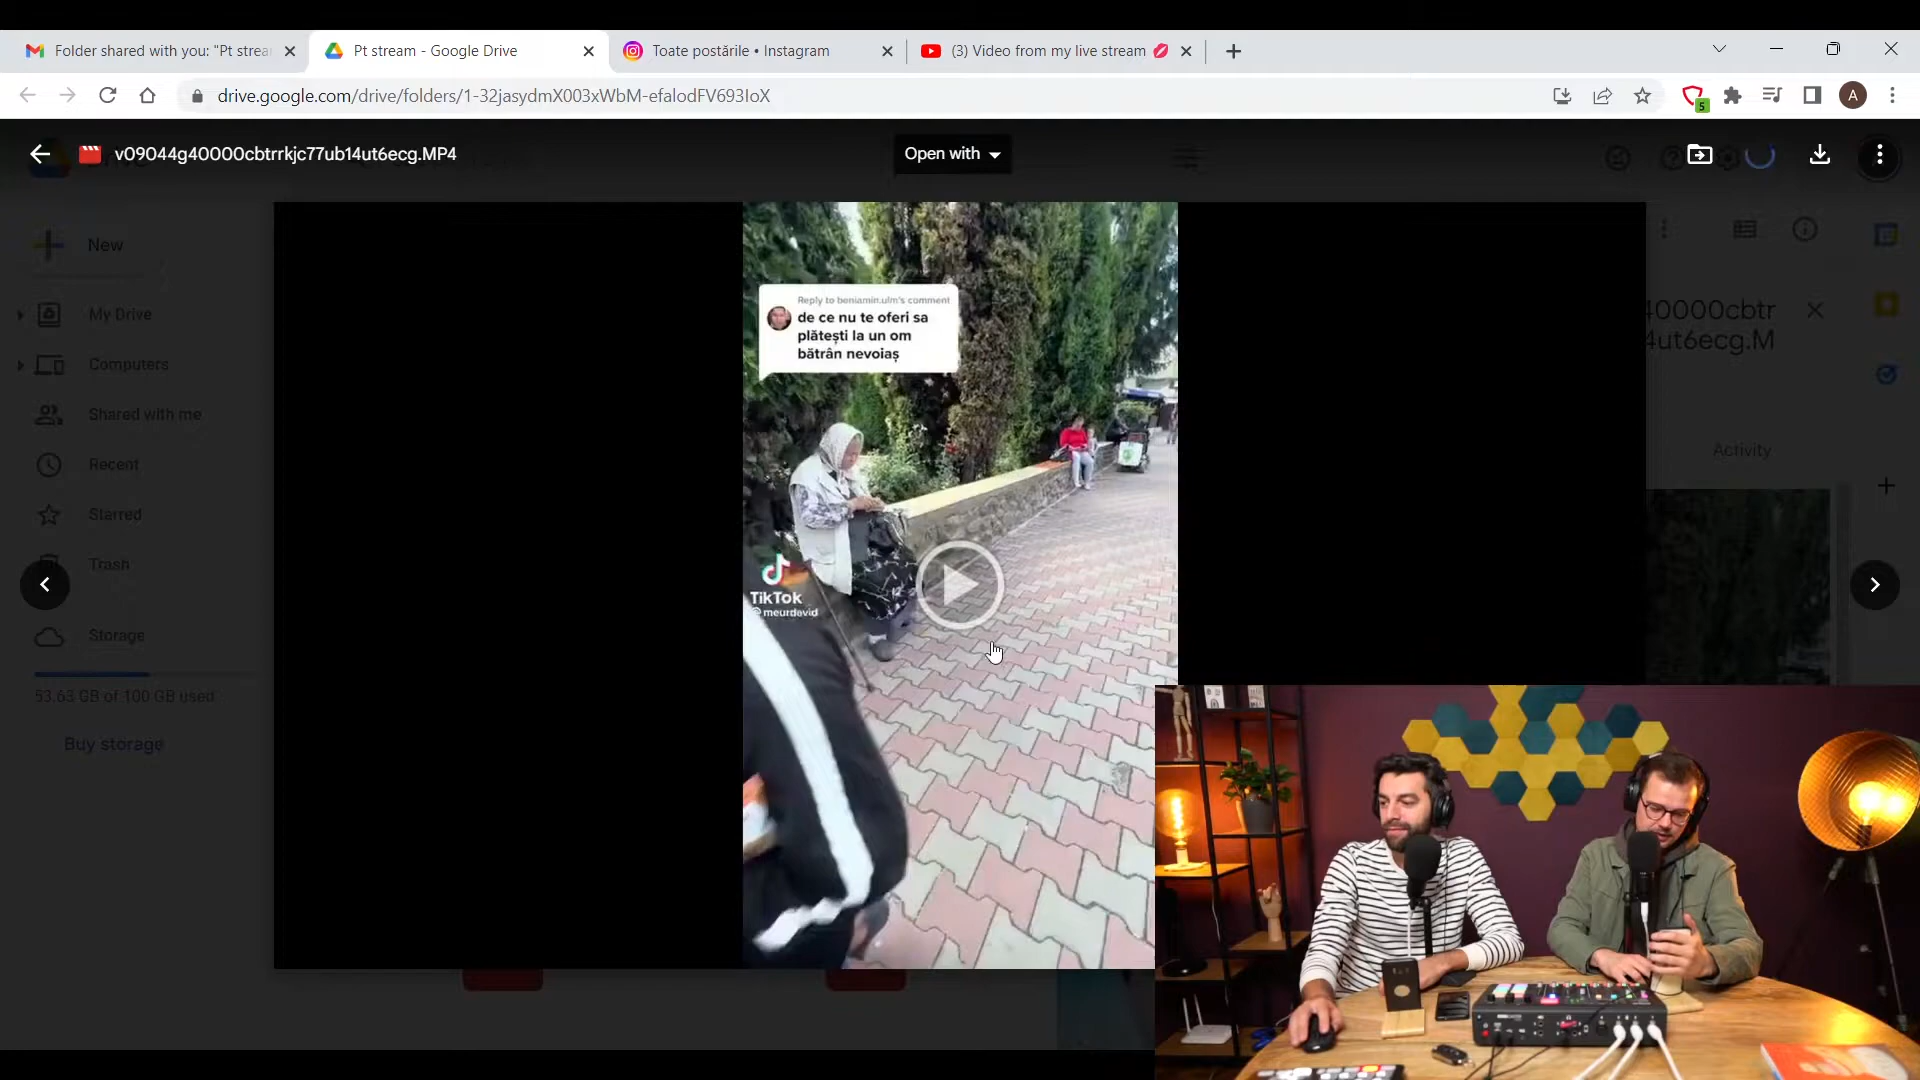 Folder shared with you: "Pt strea
Pt stream - Google Drive
Toate postările • Instagram
(3) Video from my live stream 💋
drive.google.com/drive/folders/1-32jasydmX003xWbM-efalodFV693IoX
5
A
v09044g40000cbtrrkjc77ub14ut6ecg.MP4
Open with
New
My Drive
Computers
Shared with me
Recent
Starred
Trash
Storage
53.63 GB of 100 GB used
Buy storage
Reply to beniamin.ulm's comment
de ce nu te oferi sa
plătești la un om
bătrân nevoiaș
TikTok
@meurdavid
40000cbtr
4ut6ecg.M
Activity